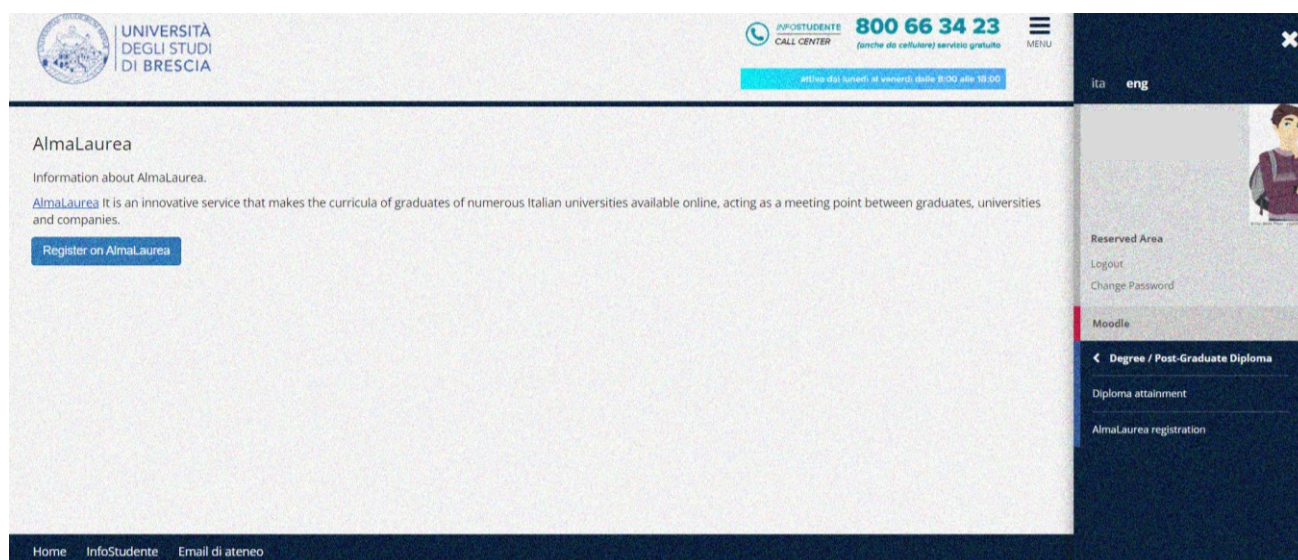 UNIVERSITÀ
DEGLI STUDI
DI BRESCIA
INFOSTUDENTE
CALL CENTER
800 66 34 23
(anche da cellulare) servizio gratuito
MENU
attivo dal lunedì al venerdì dalle 8:00 alle 18:00
ita eng
AlmaLaurea
Information about AlmaLaurea.
AlmaLaurea It is an innovative service that makes the curricula of graduates of numerous Italian universities available online, acting as a meeting point between graduates, universities
and companies.
Register on AlmaLaurea
Reserved Area
Logout
Change Password
Moodle
Degree / Post-Graduate Diploma
Diploma attainment
AlmaLaurea registration
Home InfoStudente Email di ateneo